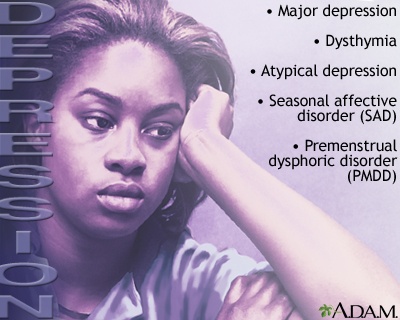 DEPRESSION
• Major depression
• Dysthymia
• Atypical depression
• Seasonal affective
disorder (SAD)
• Premenstrual
dysphoric disorder
(PMDD)
A.D.A.M.